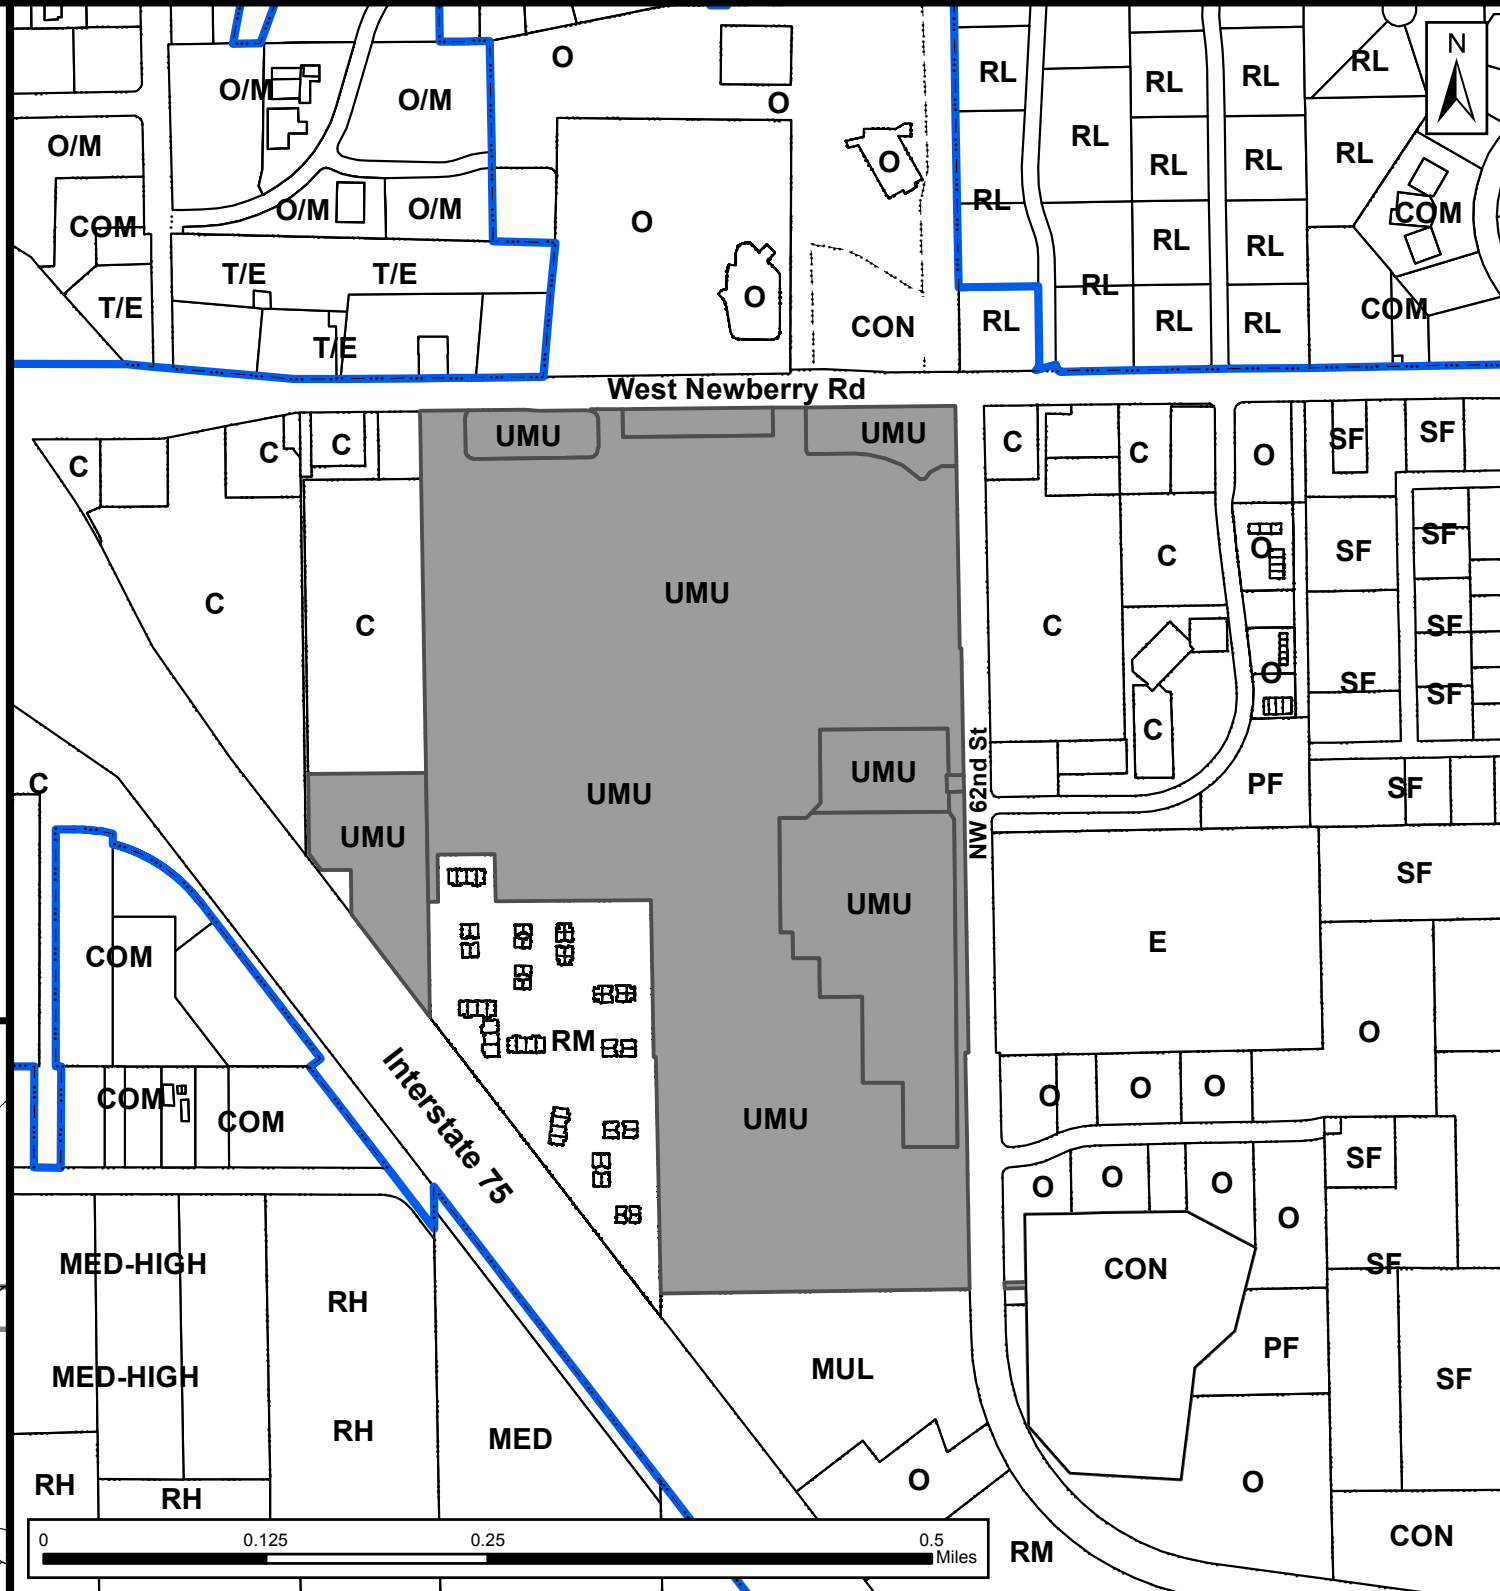 O
RL
RL
RL
RL
N
O/M
O/M
O
RL
O/M
O
RL
RL
RL
RL
COM
O/M
O/M
O
RL
COM
RL
RL
T/E
T/E
O
RL
T/E
CON
RL
RL
RL
COM
T/E
West Newberry Rd
UMU
UMU
C
C
C
C
C
O
SF
SF
C
O
SF
SF
C
UMU
C
C
C
SF
O
SF
SF
C
NW 62nd St
C
UMU
UMU
PF
SF
UMU
SF
UMU
COM
E
RM
O
Interstate 75
COM
COM
UMU
O
O
O
SF
O
O
O
O
MED-HIGH
CON
SF
RH
PF
MED-HIGH
MUL
SF
RH
MED
RH
RH
O
O
CON
RM
0
0.125
0.25
0.5
Miles